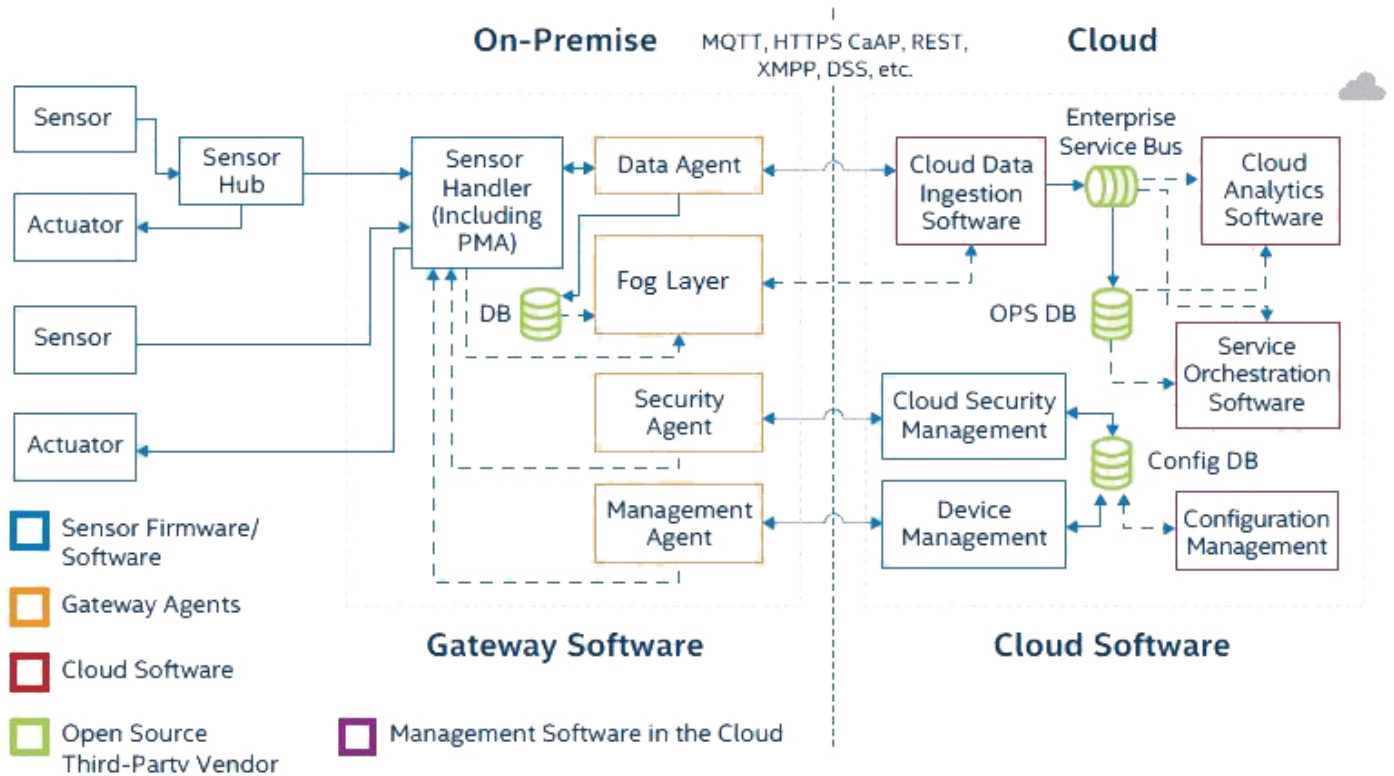 On-Premise
MQTT, HTTPS CaAP, REST,
XMPP, DSS, etc.
Cloud
Sensor
Sensor
Hub
Actuator
Sensor
Actuator
Sensor
Handler
(Including
PMA)
Data Agent
Fog Layer
DB
Security
Agent
Management
Agent
Cloud Data
Ingestion
Software
Enterprise
Service Bus
Cloud
Analytics
Software
OPS DB
Service
Orchestration
Software
Cloud Security
Management
Config DB
Device
Management
Configuration
Management
Gateway Software
Cloud Software
Sensor Firmware/
Software
Gateway Agents
Cloud Software
Open Source
Third-Party Vendor
Management Software in the Cloud